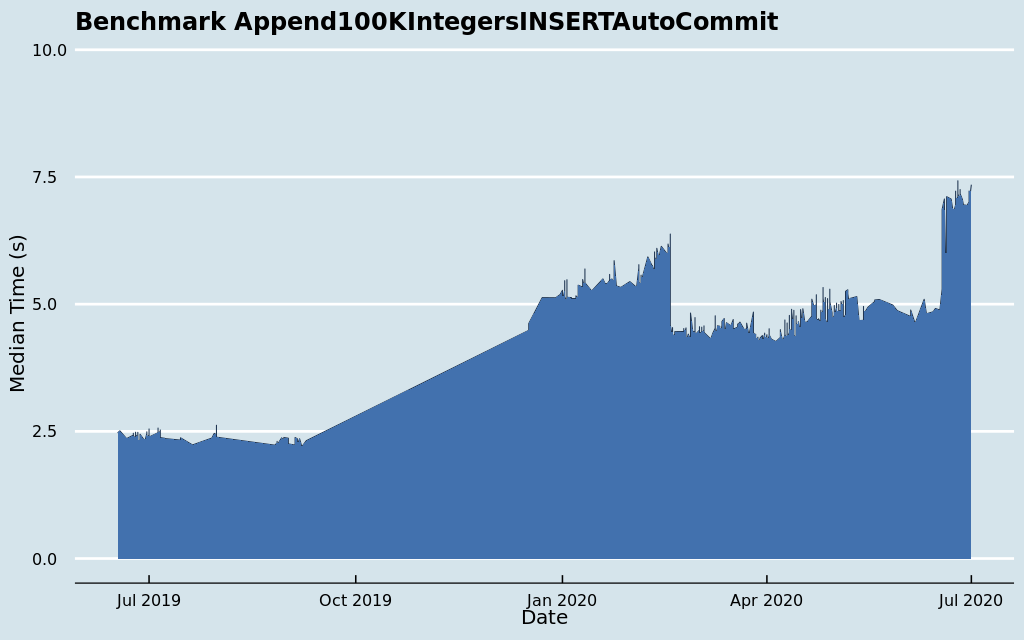 Benchmark Append100KIntegersINSERTAutoCommit
10.0
7.5
5.0
2.5
0.0
Median Time (s)
Jul 2019 Oct 2019 Jan 2020 Apr 2020 Jul 2020
Date